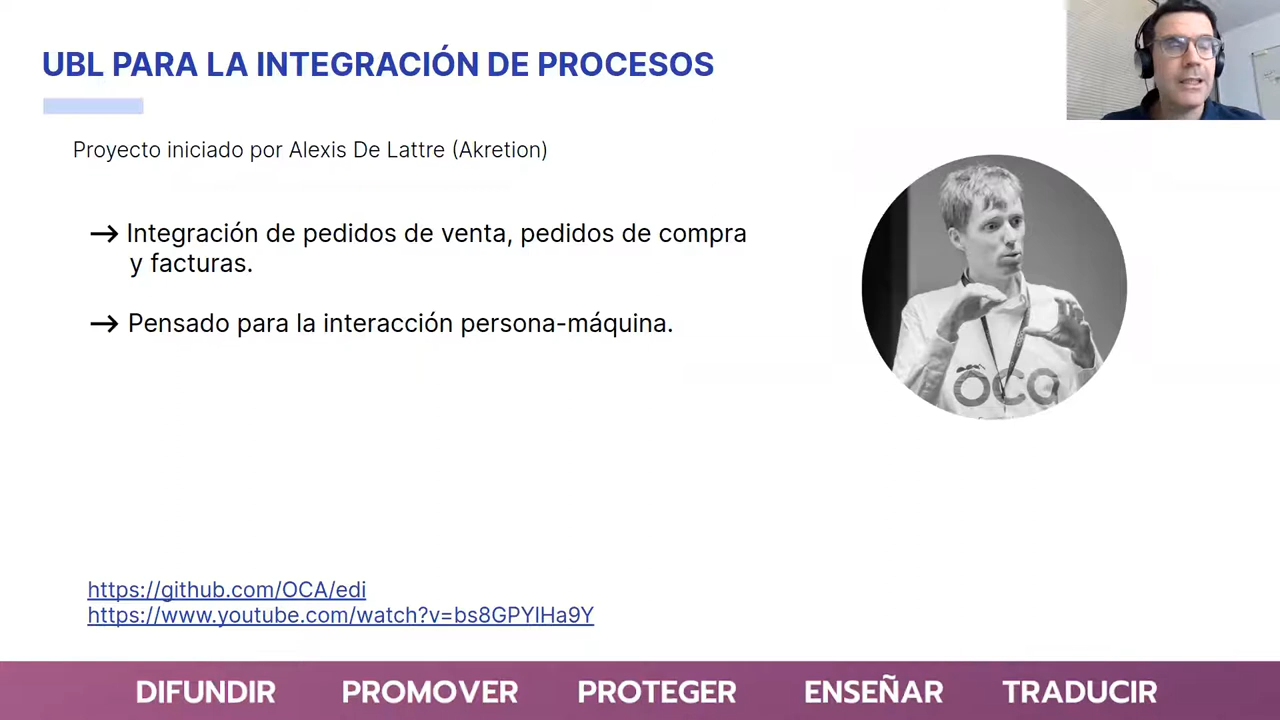 UBL PARA LA INTEGRACIÓN DE PROCESOS
Proyecto iniciado por Alexis De Lattre (Akretion)
→ Integración de pedidos de venta, pedidos de compra
y facturas.
→ Pensado para la interacción persona-máquina.
OCA
https://github.com/OCA/edi
https://www.youtube.com/watch?v=bs8GPYlHa9Y
DIFUNDIR PROMOVER PROTEGER ENSEÑAR TRADUCIR